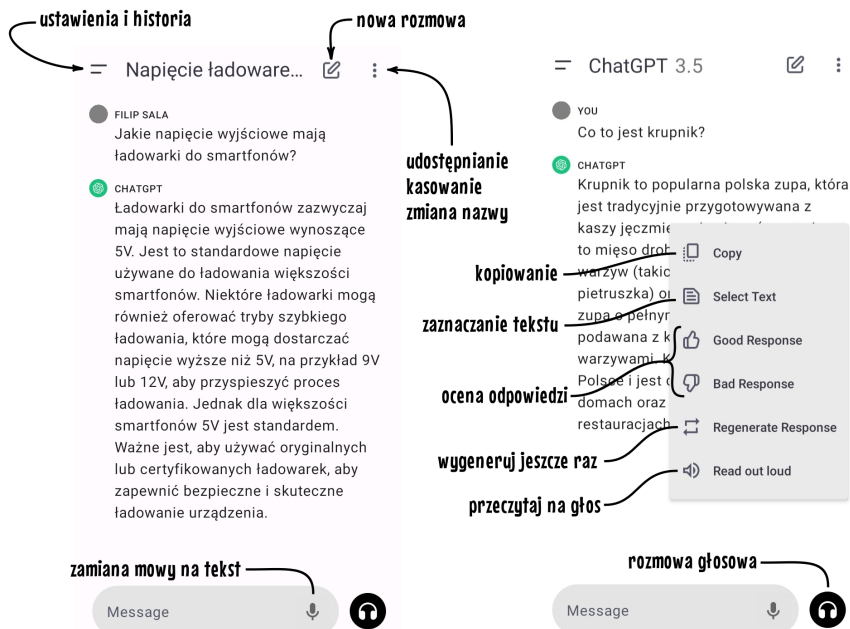 ustawienia i historia
nowa rozmowa
Napięcie ładoware...
FILIP SALA
Jakie napięcie wyjściowe mają
ładowarki do smartfonów?
CHATGPT
Ładowarki do smartfonów zazwyczaj
mają napięcie wyjściowe wynoszące
5V. Jest to standardowe napięcie
używane do ładowania większości
smartfonów. Niektóre ładowarki mogą
również oferować tryby szybkiego
ładowania, które mogą dostarczać
napięcie wyższe niż 5V, na przykład 9V
lub 12V, aby przyspieszyć proces
ładowania. Jednak dla większości
smartfonów 5V jest standardem.
Ważne jest, aby używać oryginalnych
lub certyfikowanych ładowarek, aby
zapewnić bezpieczne i skuteczne
ładowanie urządzenia.
zamiana mowy na tekst
Message
udostępnianie
kasowanie
zmiana nazwy
ChatGPT 3.5
YOU
Co to jest krupnik?
CHATGPT
Krupnik to popularna polska zupa, która
jest tradycyjnie przygotowywana z
kaszy
to mięso
warzyw (takic
pietruszka)
zupa o
podawana z
warzywami.
Polsce i jest
domach oraz
restauracjach
kopiowanie
Copy
zaznaczanie tekstu
Select Text
ocena odpowiedzi
Good Response
Bad Response
wygeneruj jeszcze raz
Regenerate Response
przeczytaj na głos
Read out loud
rozmowa głosowa
Message